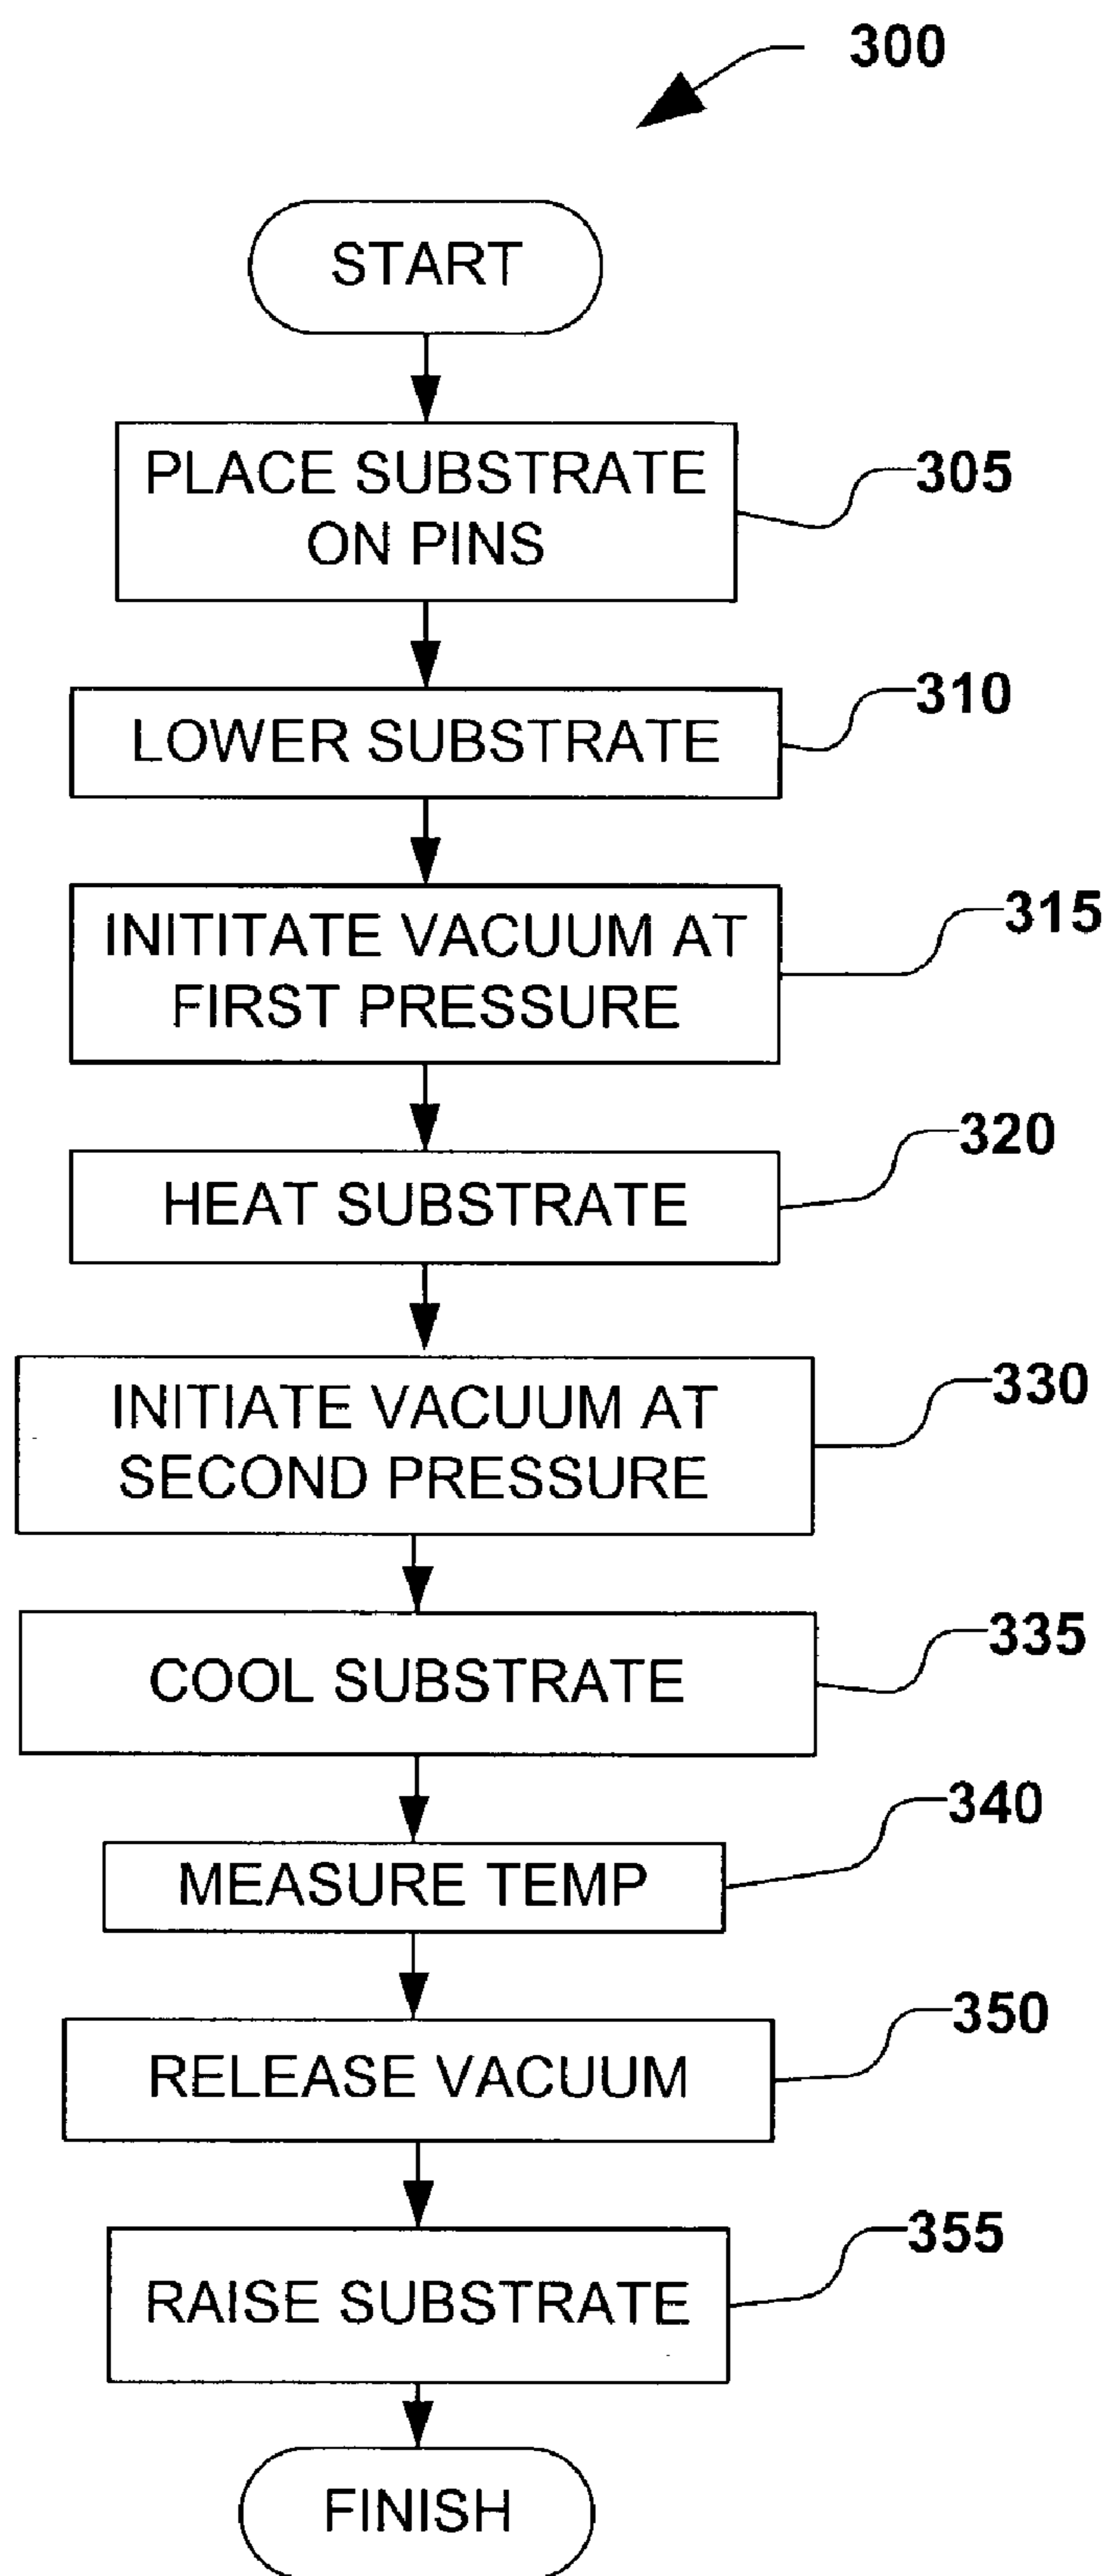 300
START
PLACE SUBSTRATE
ON PINS
305
LOWER SUBSTRATE
310
INITITATE VACUUM AT
FIRST PRESSURE
315
HEAT SUBSTRATE
320
INITIATE VACUUM AT
SECOND PRESSURE
330
COOL SUBSTRATE
335
MEASURE TEMP
340
RELEASE VACUUM
350
RAISE SUBSTRATE
355
FINISH